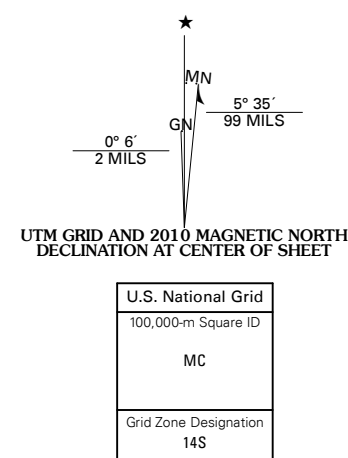 ★
MN
5° 35´
99 MILS
GN
0° 6´
2 MILS
UTM GRID AND 2010 MAGNETIC NORTH
DECLINATION AT CENTER OF SHEET
U.S. National Grid
100,000-m Square ID
MC
Grid Zone Designation
14S